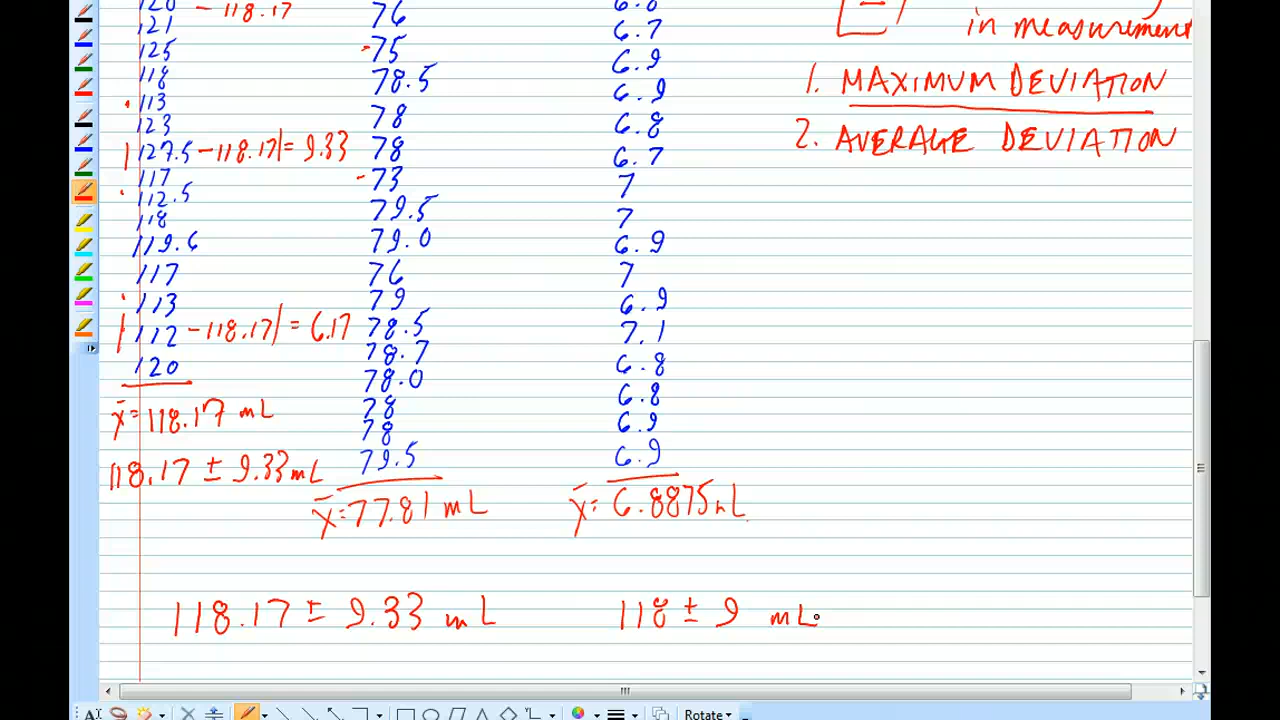 120 - 118.17 76 6.8
121 6.7
125 - 75 6.9
118 78.5 6.9
113
123 78 6.8
|127.5 - 118.17| = 9.33 78 6.7
117 - 73 7
112.5
118 79.5 7
119.6 79.0 6.9
117 76 7
113 79 6.9
|112 - 118.17| = 6.17 78.5 7.1
78.7
120 78.0 6.8
x̄ = 118.17 mL 78 6.8
78 6.9
118.17 ± 9.33 mL 79.5 6.9
x̄ = 77.81 mL x̄ = 6.8875 mL
in measurement
1. MAXIMUM DEVIATION
2. AVERAGE DEVIATION
118.17 ± 9.33 mL 118 ± 9 mL
Rotate